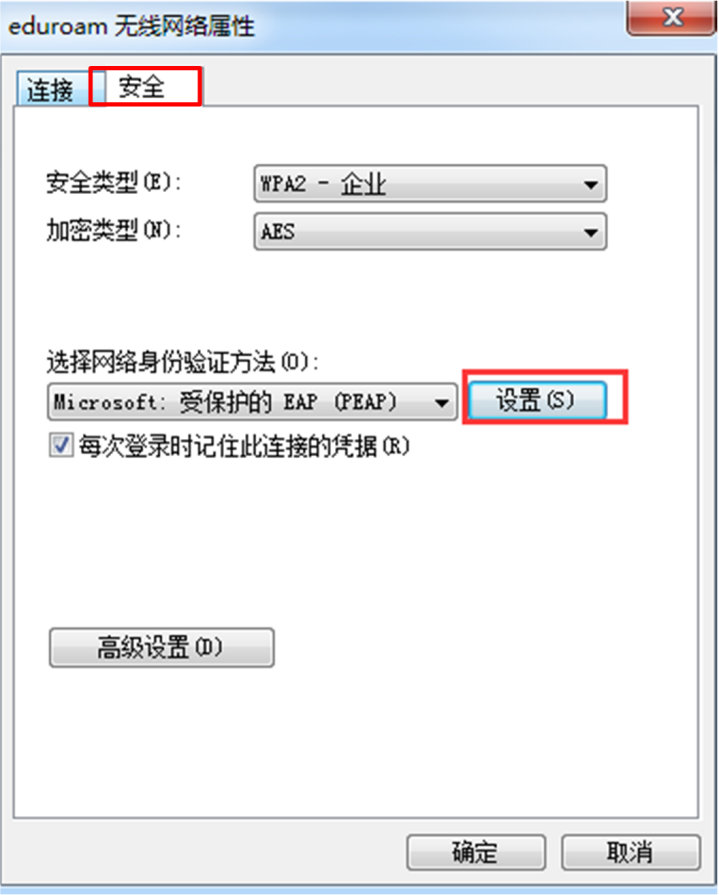 eduroam 无线网络属性
连接 安全
安全类型(E): WPA2 - 企业
加密类型(N): AES
选择网络身份验证方法(O):
Microsoft: 受保护的 EAP (PEAP) 设置(S)
每次登录时记住此连接的凭据(R)
高级设置(D)
确定 取消